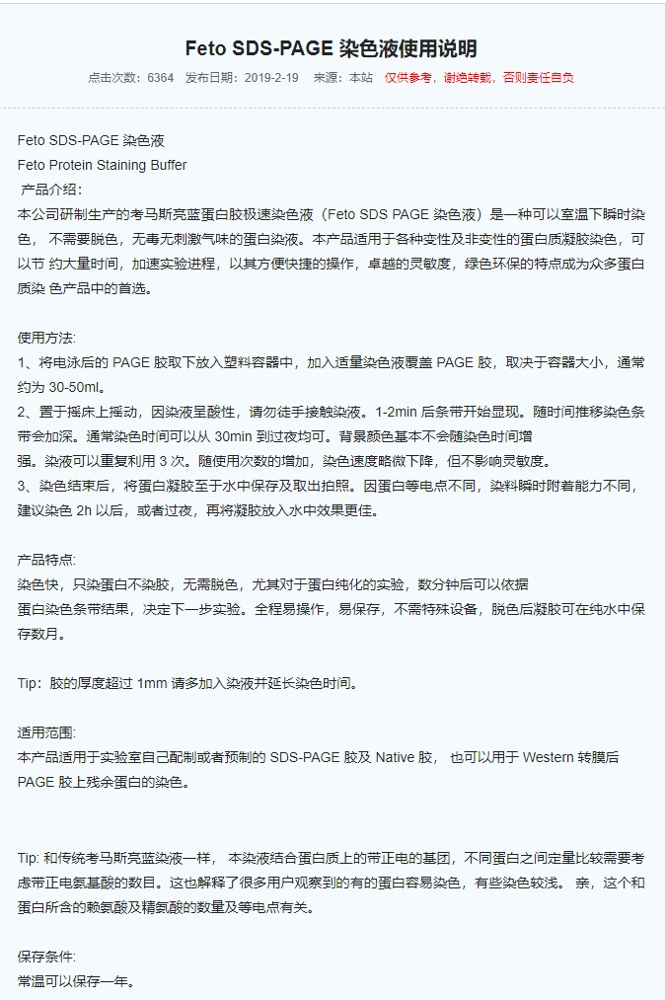 Feto SDS-PAGE 染色液使用说明
点击次数：6364 发布日期：2019-2-19 来源：本站 仅供参考，谢绝转载，否则责任自负
Feto SDS-PAGE 染色液
Feto Protein Staining Buffer
产品介绍：
本公司研制生产的考马斯亮蓝蛋白胶极速染色液（Feto SDS PAGE 染色液）是一种可以室温下瞬时染
色， 不需要脱色，无毒无刺激气味的蛋白染液。本产品适用于各种变性及非变性的蛋白质凝胶染色，可
以节 约大量时间，加速实验进程，以其方便快捷的操作，卓越的灵敏度，绿色环保的特点成为众多蛋白
质染 色产品中的首选。
使用方法:
1、将电泳后的 PAGE 胶取下放入塑料容器中，加入适量染色液覆盖 PAGE 胶，取决于容器大小，通常
约为 30-50ml。
2、置于摇床上摇动，因染液呈酸性，请勿徒手接触染液。1-2min 后条带开始显现。随时间推移染色条
带会加深。通常染色时间可以从 30min 到过夜均可。背景颜色基本不会随染色时间增
强。染液可以重复利用 3 次。随使用次数的增加，染色速度略微下降，但不影响灵敏度。
3、染色结束后，将蛋白凝胶至于水中保存及取出拍照。因蛋白等电点不同，染料瞬时附着能力不同，
建议染色 2h 以后，或者过夜，再将凝胶放入水中效果更佳。
产品特点:
染色快，只染蛋白不染胶，无需脱色，尤其对于蛋白纯化的实验，数分钟后可以依据
蛋白染色条带结果，决定下一步实验。全程易操作，易保存，不需特殊设备，脱色后凝胶可在纯水中保
存数月。
Tip：胶的厚度超过 1mm 请多加入染液并延长染色时间。
适用范围:
本产品适用于实验室自己配制或者预制的 SDS-PAGE 胶及 Native 胶， 也可以用于 Western 转膜后
PAGE 胶上残余蛋白的染色。
Tip: 和传统考马斯亮蓝染液一样， 本染液结合蛋白质上的带正电的基团，不同蛋白之间定量比较需要考
虑带正电氨基酸的数目。这也解释了很多用户观察到的有的蛋白容易染色，有些染色较浅。 亲，这个和
蛋白所含的赖氨酸及精氨酸的数量及等电点有关。
保存条件:
常温可以保存一年。